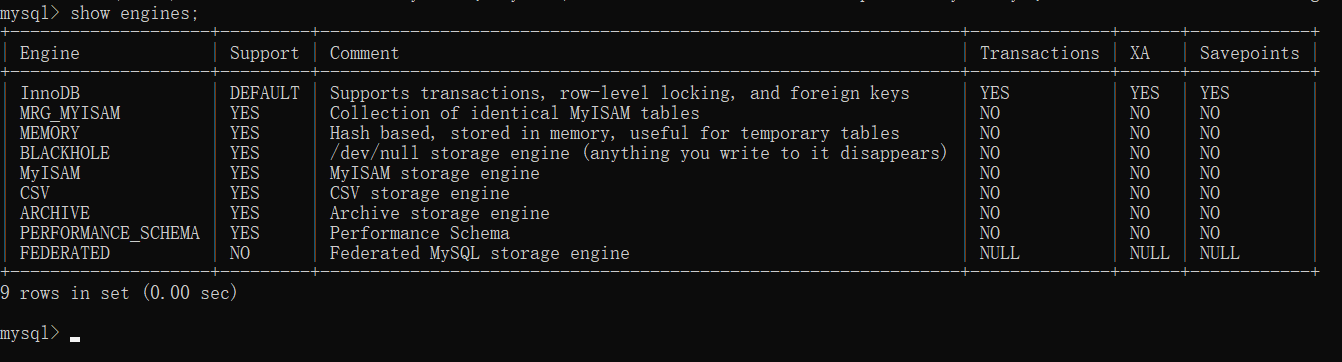 mysql> show engines;
Engine Support Comment Transactions XA Savepoints
InnoDB DEFAULT Supports transactions, row-level locking, and foreign keys YES YES YES
MRG_MYISAM YES Collection of identical MyISAM tables NO NO NO
MEMORY YES Hash based, stored in memory, useful for temporary tables NO NO NO
BLACKHOLE YES /dev/null storage engine (anything you write to it disappears) NO NO NO
MyISAM YES MyISAM storage engine NO NO NO
CSV YES CSV storage engine NO NO NO
ARCHIVE YES Archive storage engine NO NO NO
PERFORMANCE_SCHEMA YES Performance Schema NO NO NO
FEDERATED NO Federated MySQL storage engine NULL NULL NULL
9 rows in set (0.00 sec)
mysql>